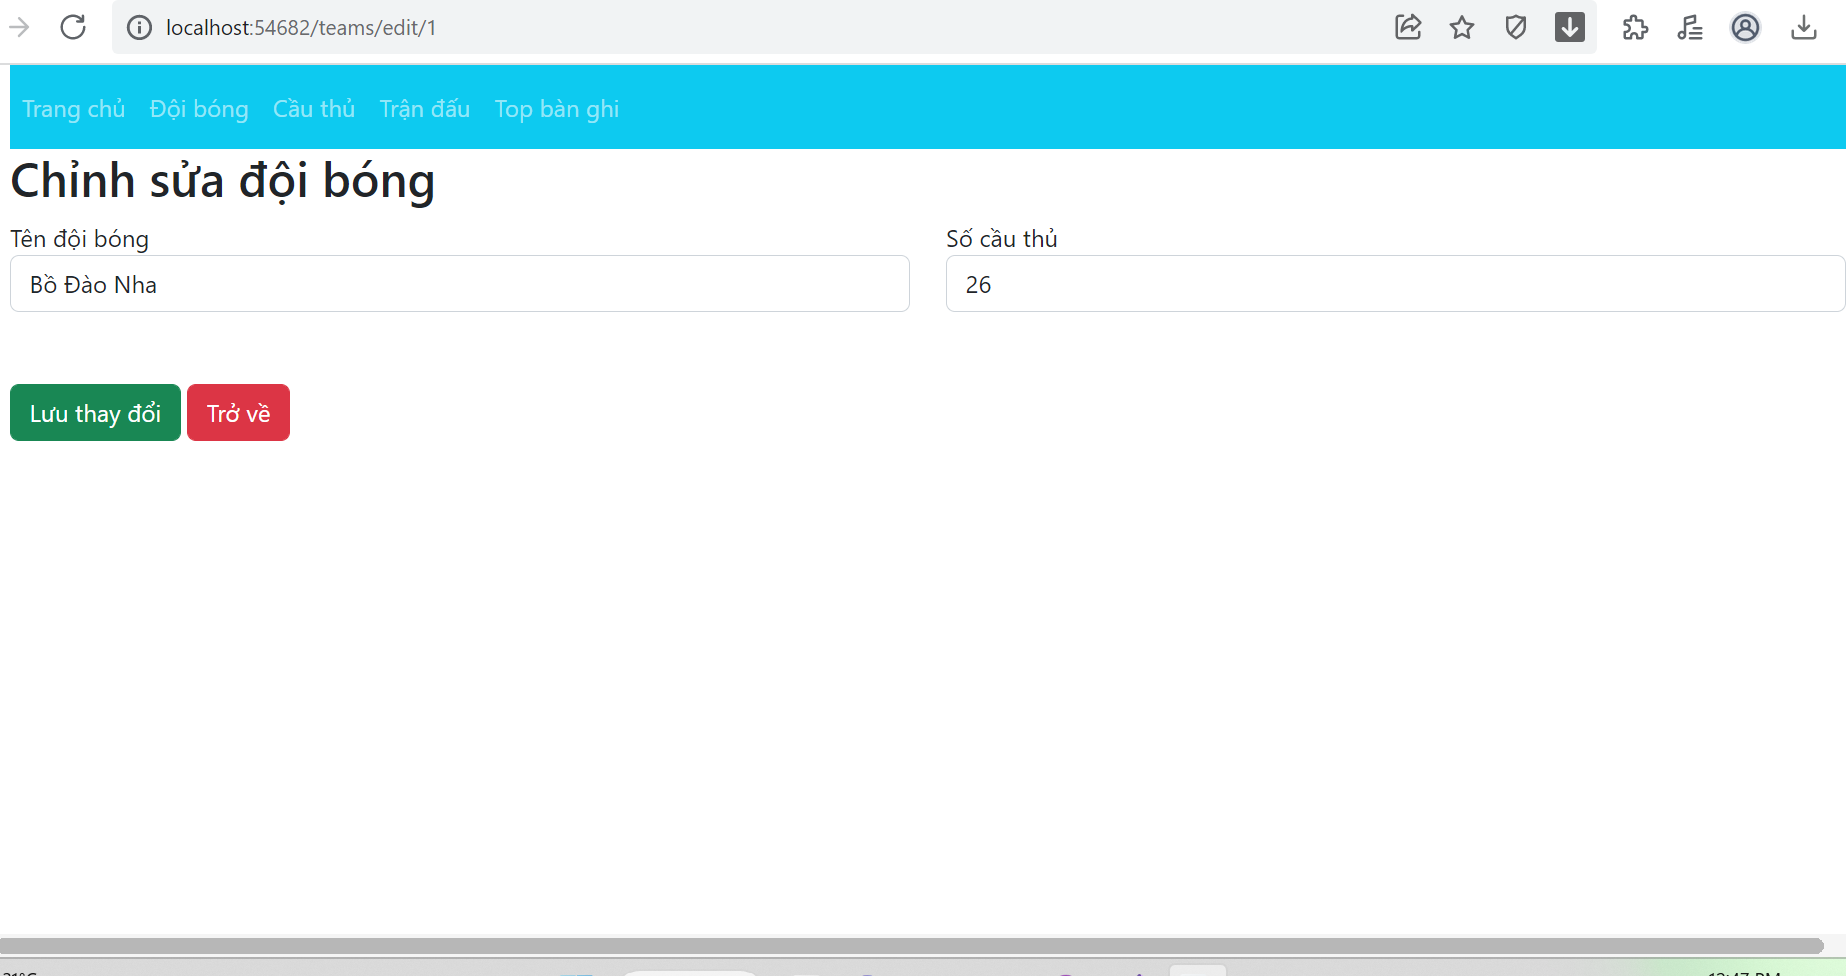 localhost:54682/teams/edit/1
Trang chủ Đội bóng Cầu thủ Trận đấu Top bàn ghi
Chỉnh sửa đội bóng
Tên đội bóng Số cầu thủ
Bồ Đào Nha 26
Lưu thay đổi Trở về